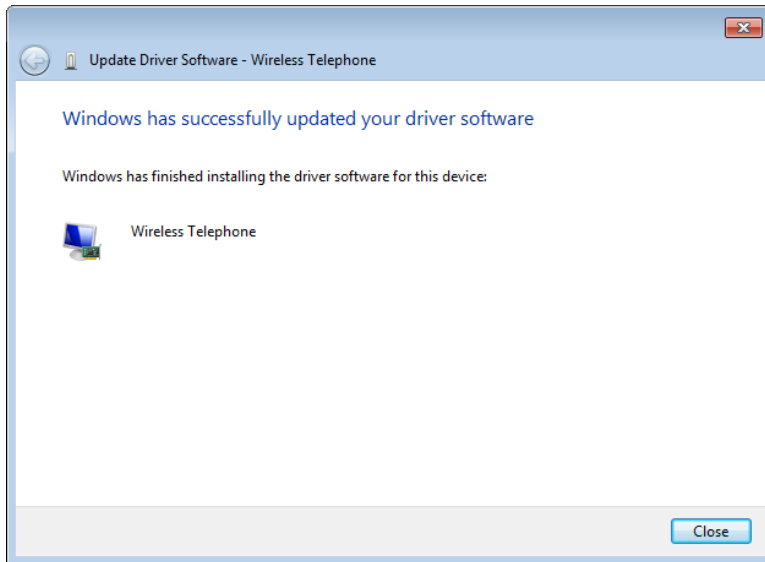 Update Driver Software - Wireless Telephone
Windows has successfully updated your driver software
Windows has finished installing the driver software for this device:
Wireless Telephone
Close